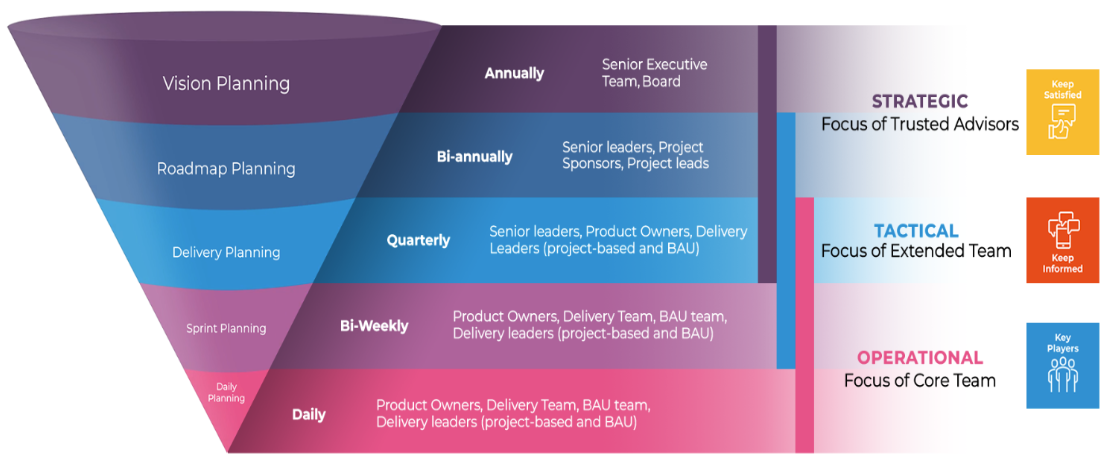 Vision Planning
Annually
Senior Executive
Team, Board
Roadmap Planning
Bi-annually
Senior leaders, Project
Sponsors, Project leads
Delivery Planning
Quarterly
Senior leaders, Product Owners, Delivery
Leaders (project-based and BAU)
Sprint Planning
Bi-Weekly
Product Owners, Delivery Team, BAU team,
Delivery leaders (project-based and BAU)
Daily
Planning
Daily
Product Owners, Delivery Team, BAU team,
Delivery leaders (project-based and BAU)
STRATEGIC
Focus of Trusted Advisors
Keep
Satisfied
TACTICAL
Focus of Extended Team
Keep
Informed
OPERATIONAL
Focus of Core Team
Key
Players